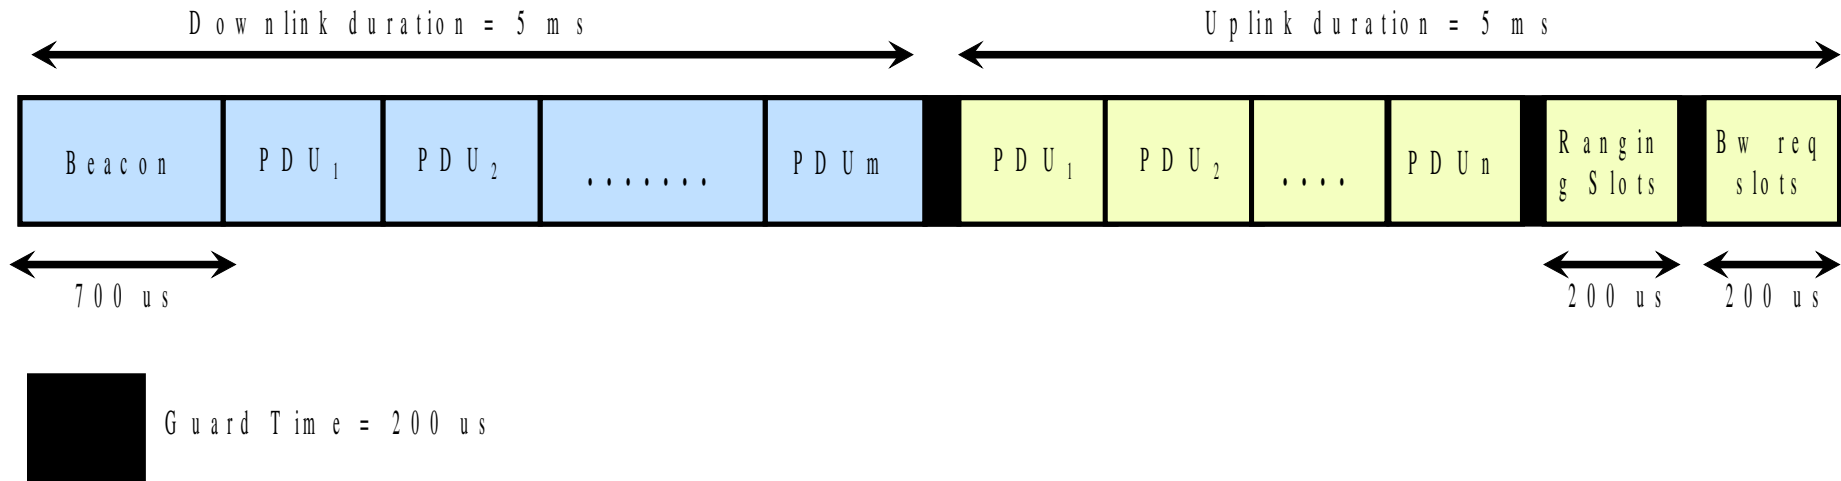 Downlink duration = 5 ms
Uplink duration = 5 ms
Beacon
PDU₁
PDU₂
.......
PDUm
PDU₁
PDU₂
....
PDUn
Rangin
g Slots
Bw req
slots
700 us
200 us
200 us
Guard Time = 200 us